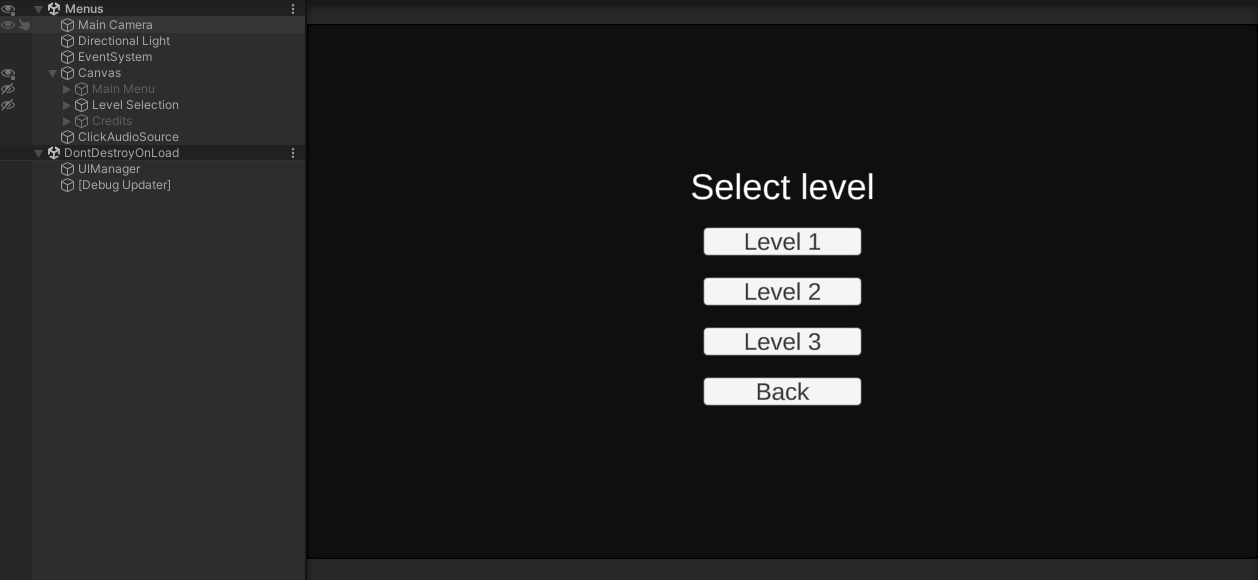 Menus
Main Camera
Directional Light
EventSystem
Canvas
Main Menu
Level Selection
Credits
ClickAudioSource
DontDestroyOnLoad
UIManager
[Debug Updater]
Select level
Level 1
Level 2
Level 3
Back